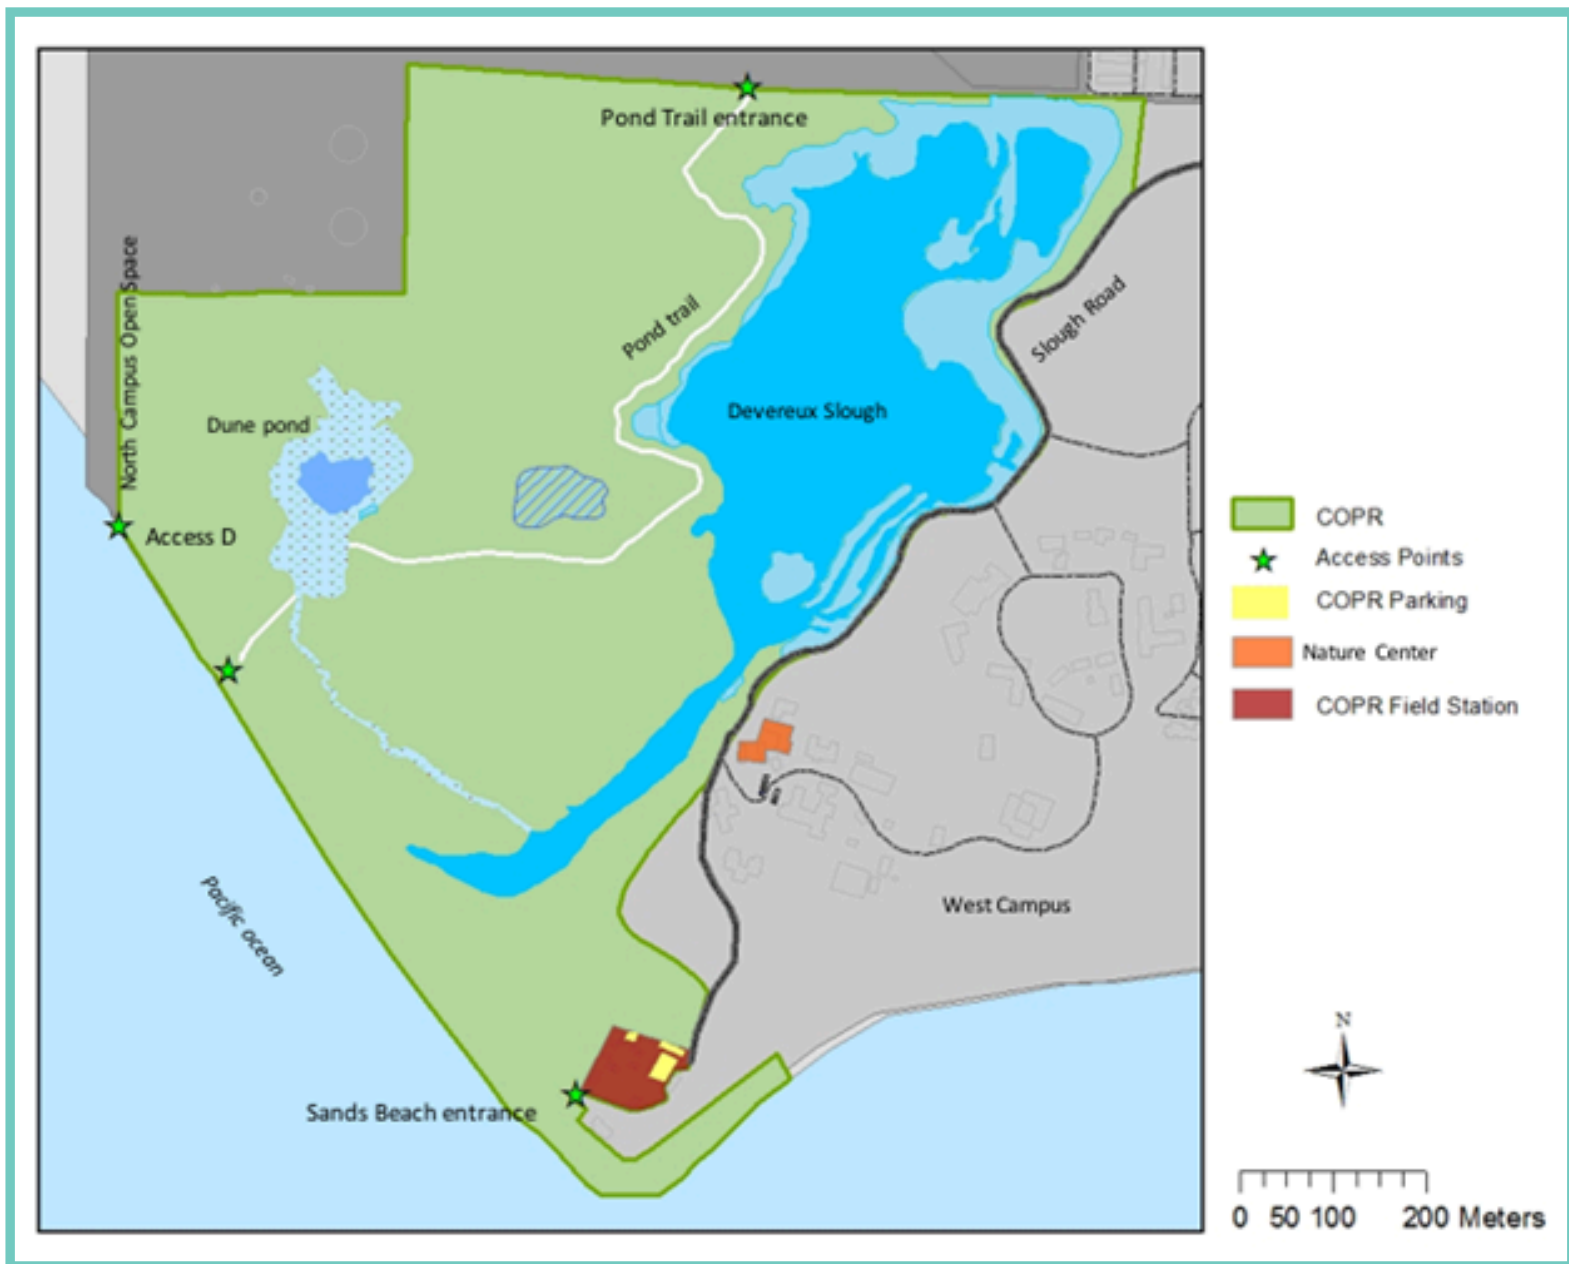 Pond Trail entrance
North Campus Open Space
Pond trail
Slough Road
Dune pond
Devereux Slough
Access D
Pacific ocean
West Campus
Sands Beach entrance
COPR
Access Points
COPR Parking
Nature Center
COPR Field Station
N
0 50 100 200 Meters